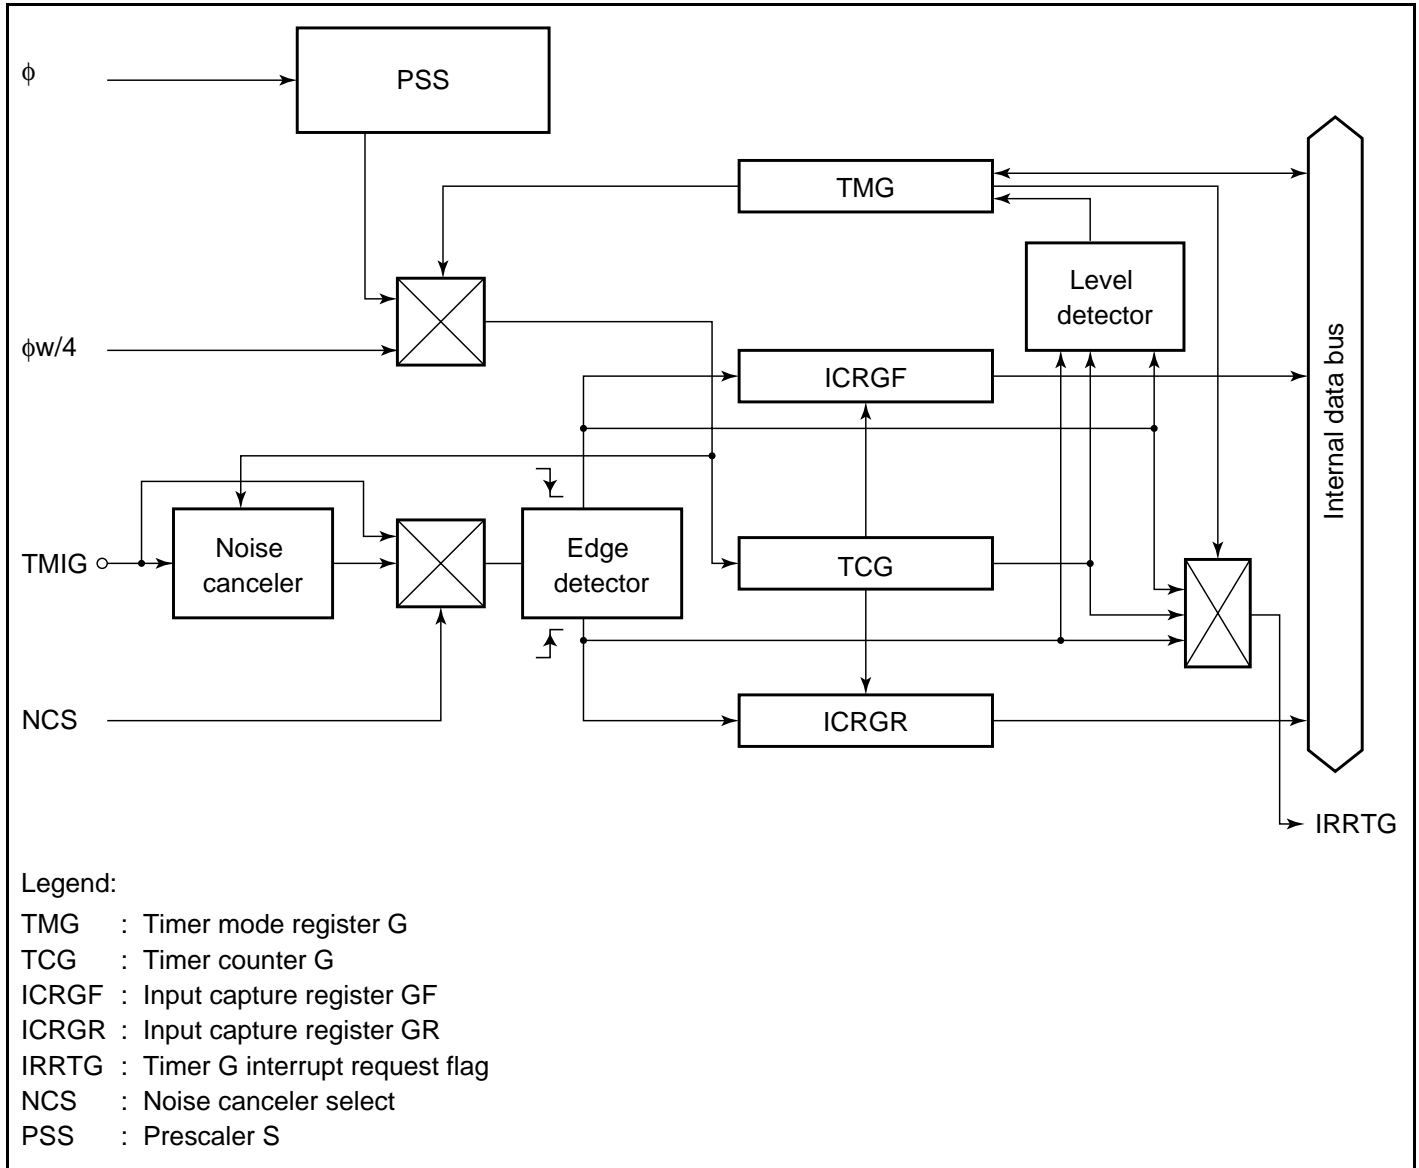 ϕ
PSS
TMG
Level
detector
ϕw/4
ICRGF
Internal data bus
TMIG
Noise
canceler
Edge
detector
TCG
NCS
ICRGR
IRRTG
Legend:
TMG : Timer mode register G
TCG : Timer counter G
ICRGF : Input capture register GF
ICRGR : Input capture register GR
IRRTG : Timer G interrupt request flag
NCS : Noise canceler select
PSS : Prescaler S